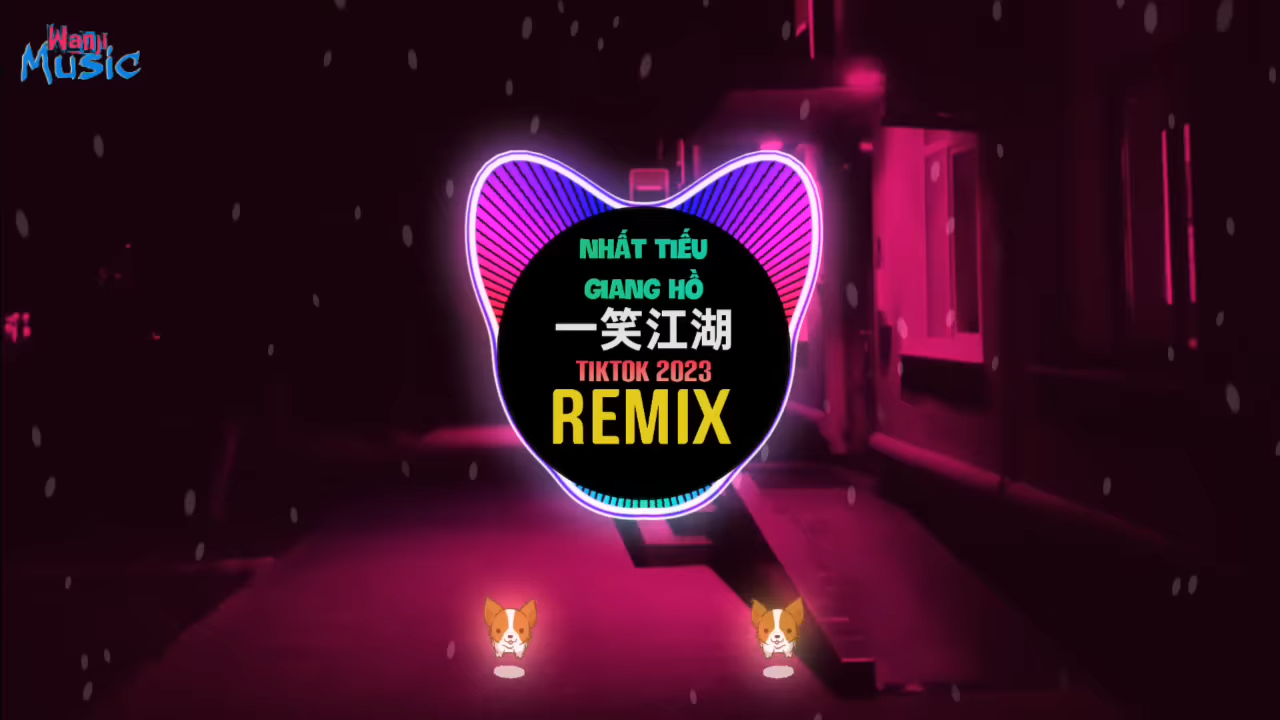 Wanji
Music
NHẤT TIẾU
GIANG HỒ
一笑江湖
TIKTOK 2023
REMIX